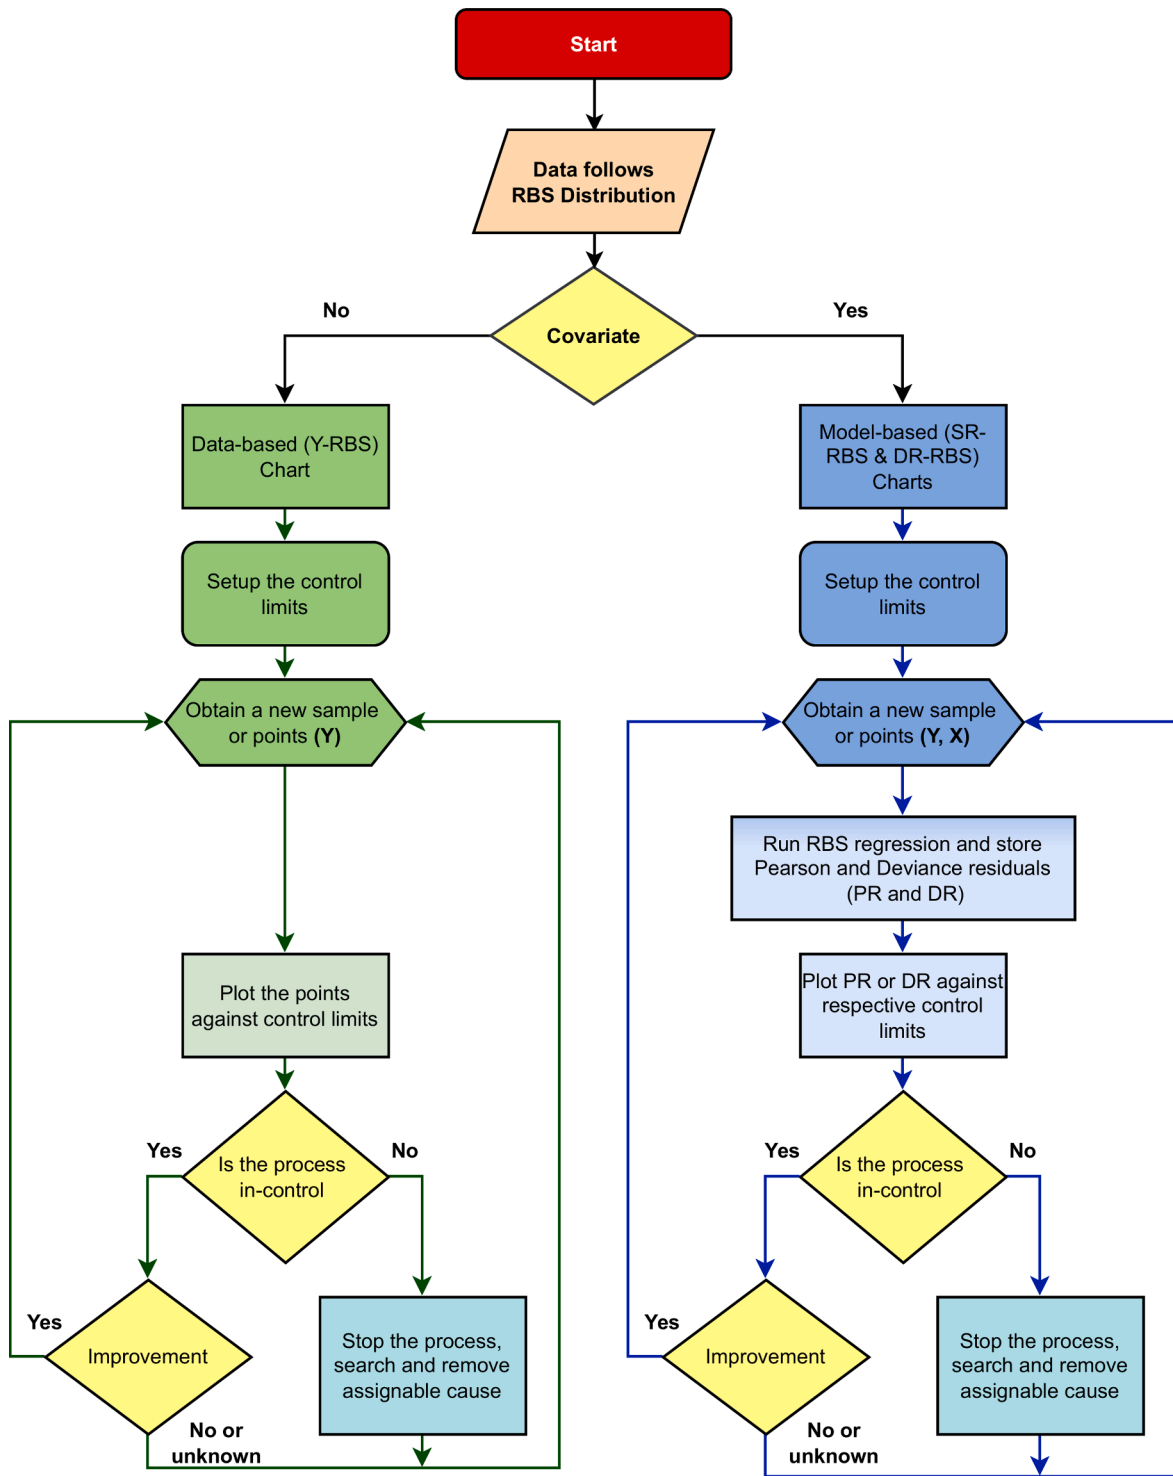 Start
Data follows
RBS Distribution
No
Yes
Covariate
Data-based (Y-RBS)
Chart
Setup the control
limits
Obtain a new sample
or points (Y)
Plot the points
against control limits
Yes
No
Is the process
in-control
Yes
Improvement
Stop the process,
search and remove
assignable cause
No or
unknown
Model-based (SR-
RBS & DR-RBS)
Charts
Setup the control
limits
Obtain a new sample
or points (Y, X)
Run RBS regression and store
Pearson and Deviance residuals
(PR and DR)
Plot PR or DR against
respective control
limits
Yes
No
Is the process
in-control
Yes
Improvement
Stop the process,
search and remove
assignable cause
No or
unknown